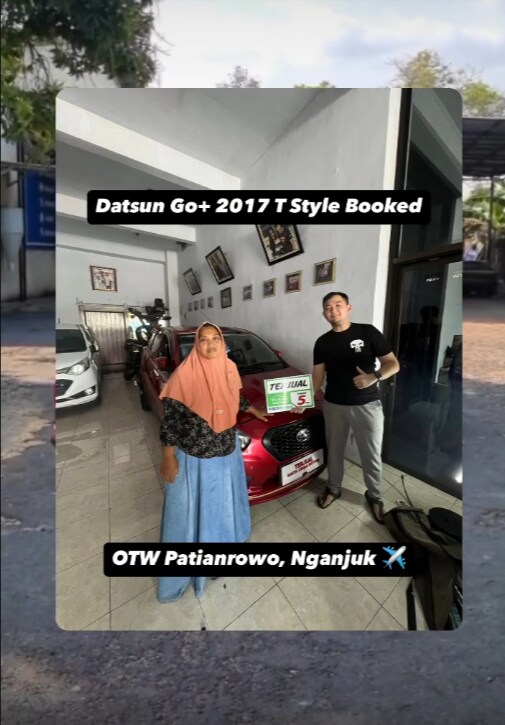 Datsun Go+ 2017 T Style Booked
TERJUAL
5
TERJUAL
OTW Patianrowo, Nganjuk ✈️